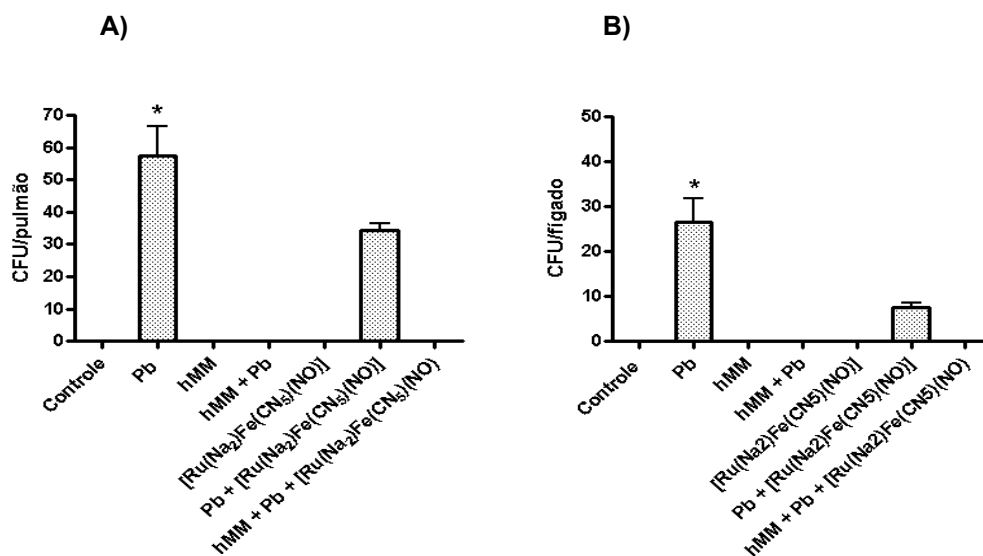 A)
CFU/pulmão
70
60
50
40
30
20
10
0
*
Controle
Pb
hMM
hMM + Pb
[Ru(Na₂)Fe(CN₅)(NO)]
Pb + [Ru(Na₂)Fe(CN₅)(NO)]
hMM + Pb + [Ru(Na₋₂)Fe(CN₅)(NO}
B)
CFU/fígado
50
40
30
20
10
0
*
Controle
Pb
hMM
hMM + Pb
[Ru(Na2)Fe(CN5)(NO)]
Pb + [Ru(Na2)Fe(CN5)(NO)]
hMM + Pb + [Ru(Na2)Fe(CN5)(NO}